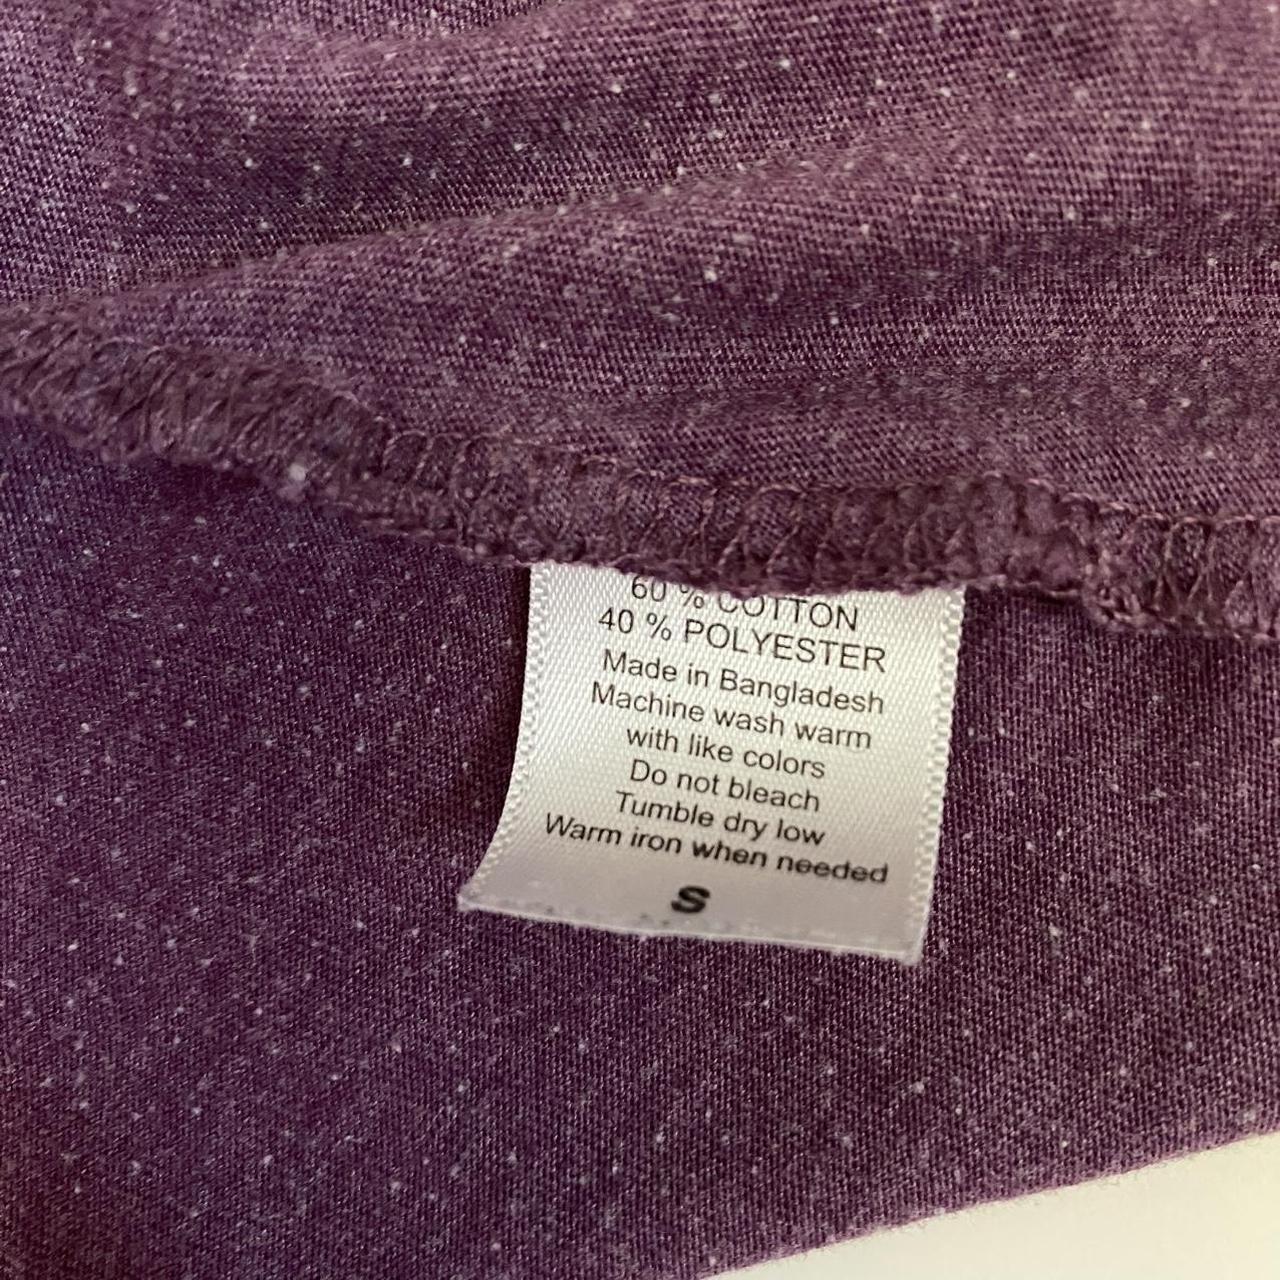 60 % COTTON
40 % POLYESTER
Made in Bangladesh
Machine wash warm
with like colors
Do not bleach
Tumble dry low
Warm iron when needed
S